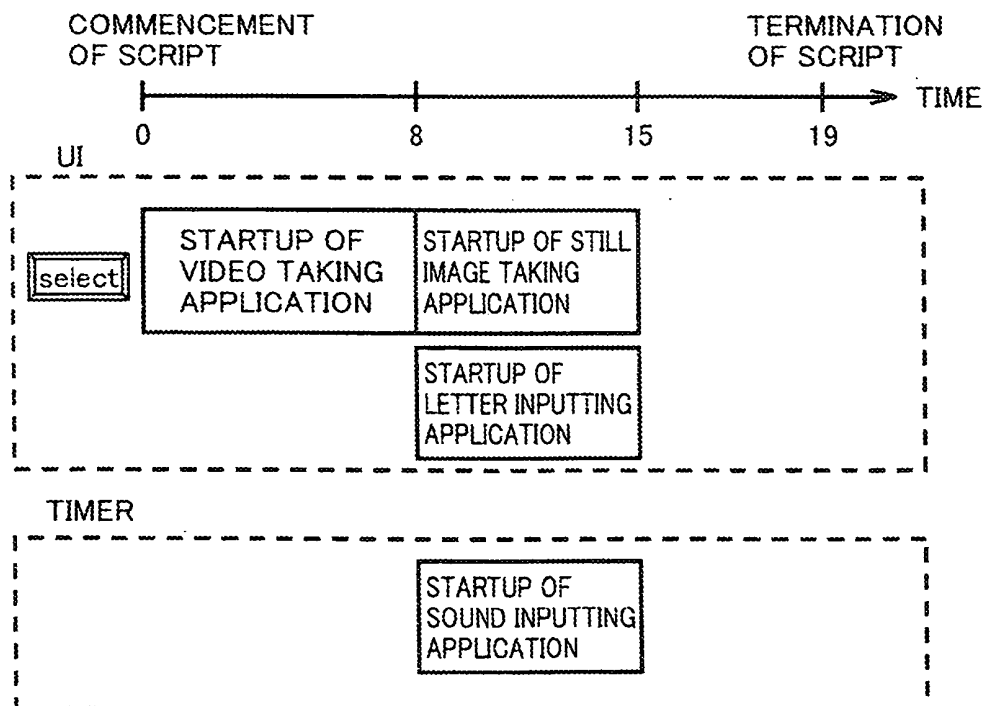 COMMENCEMENT
OF SCRIPT
TERMINATION
OF SCRIPT
TIME
0
8
15
19
UI
select
STARTUP OF
VIDEO TAKING
APPLICATION
STARTUP OF STILL
IMAGE TAKING
APPLICATION
STARTUP OF
LETTER INPUTTING
APPLICATION
TIMER
STARTUP OF
SOUND INPUTTING
APPLICATION